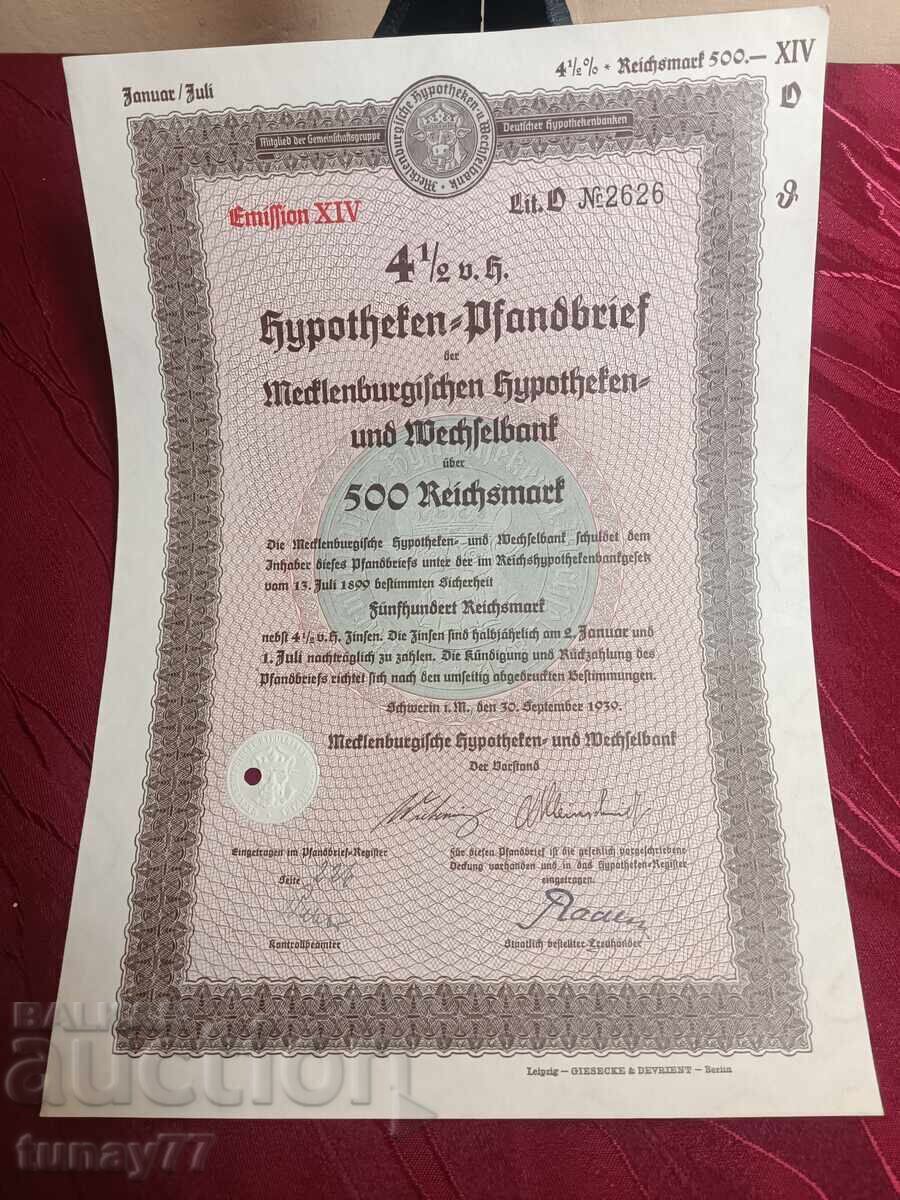 Januar/Juli
4½% * Reichsmark 500.— XIV
D
Mitglied der Gemeinschaftsgruppe
Deutscher Hypothekenbanken
Mecklenburgische Hypotheken- u. Wechselbank
Emission XIV
Lit. D №2626
4½ v. H.
Hypotheken-Pfandbrief
der
Mecklenburgischen Hypotheken-
und Wechselbank
über
500 Reichsmark
Die Mecklenburgische Hypotheken- und Wechselbank schuldet dem
Inhaber dieses Pfandbriefs unter der im Reichshypothekenbankgesetz
vom 13. Juli 1899 bestimmten Sicherheit
Fünfhundert Reichsmark
nebst 4½ v. H. Zinsen. Die Zinsen sind halbjährlich am 2. Januar und
1. Juli nachträglich zu zahlen. Die Kündigung und Rückzahlung des
Pfandbriefs richtet sich nach den umseitig abgedruckten Bestimmungen.
Schwerin i. M., den 30. September 1939.
Mecklenburgische Hypotheken- und Wechselbank
Der Vorstand
Eingetragen im Pfandbrief-Register
Seite
Kontrollbeamter
Für diesen Pfandbrief ist die gesetzlich vorgeschriebene
Deckung vorhanden und in das Hypotheken-Register
eingetragen.
Staatlich bestellter Treuhänder
Leipzig — GIESECKE & DEVRIENT — Berlin
BALKAN
auction
tunay77